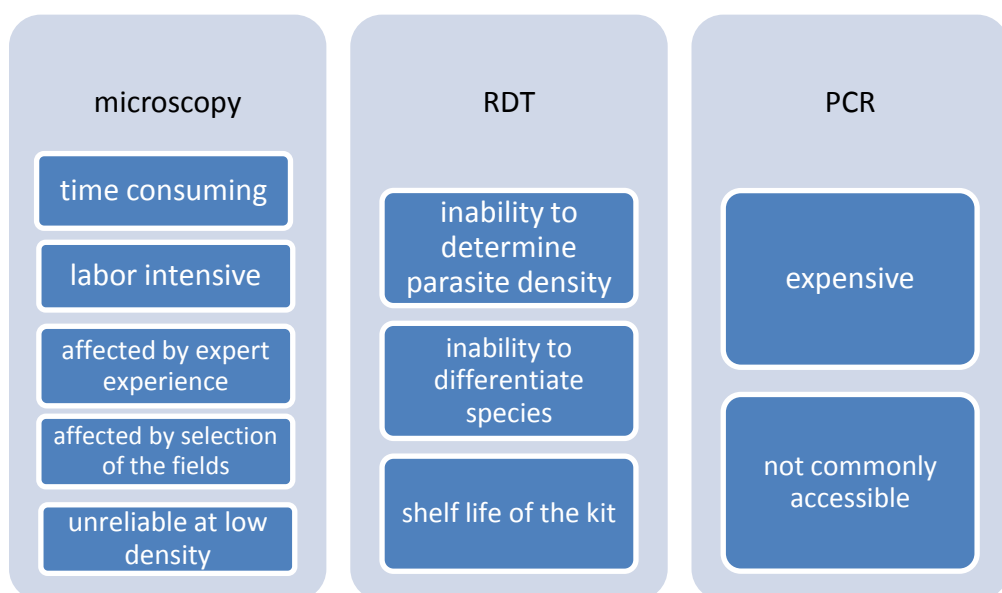 microscopy
time consuming
labor intensive
affected by expert
experience
affected by selection
of the fields
unreliable at low
density
RDT
inability to
determine
parasite density
inability to
differentiate
species
shelf life of the kit
PCR
expensive
not commonly
accessible